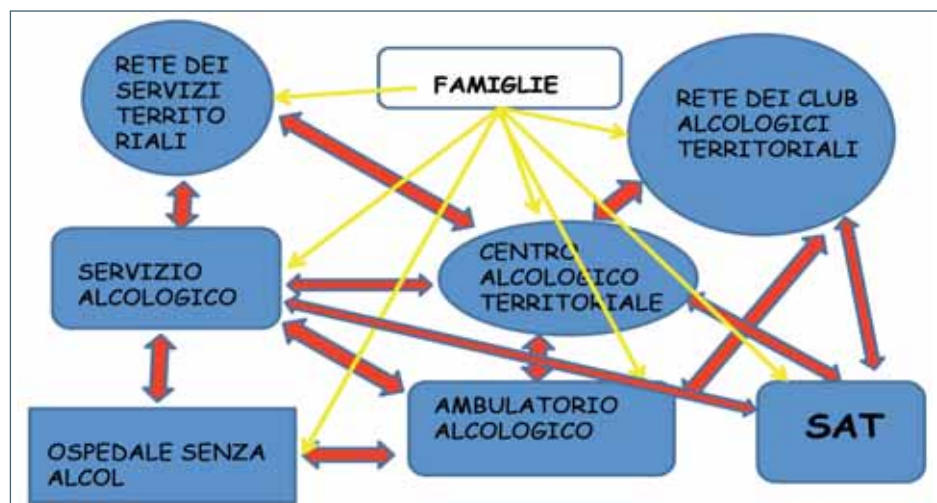 RETE DEI
SERVIZI
TERRITO
RIALI
FAMIGLIE
RETE DEI CLUB
ALCOLOGICI
TERRITORIALI
SERVIZIO
ALCOLOGICO
CENTRO
ALCOLOGICO
TERRITORIALE
OSPEDALE SENZA
ALCOL
AMBULATORIO
ALCOLOGICO
SAT